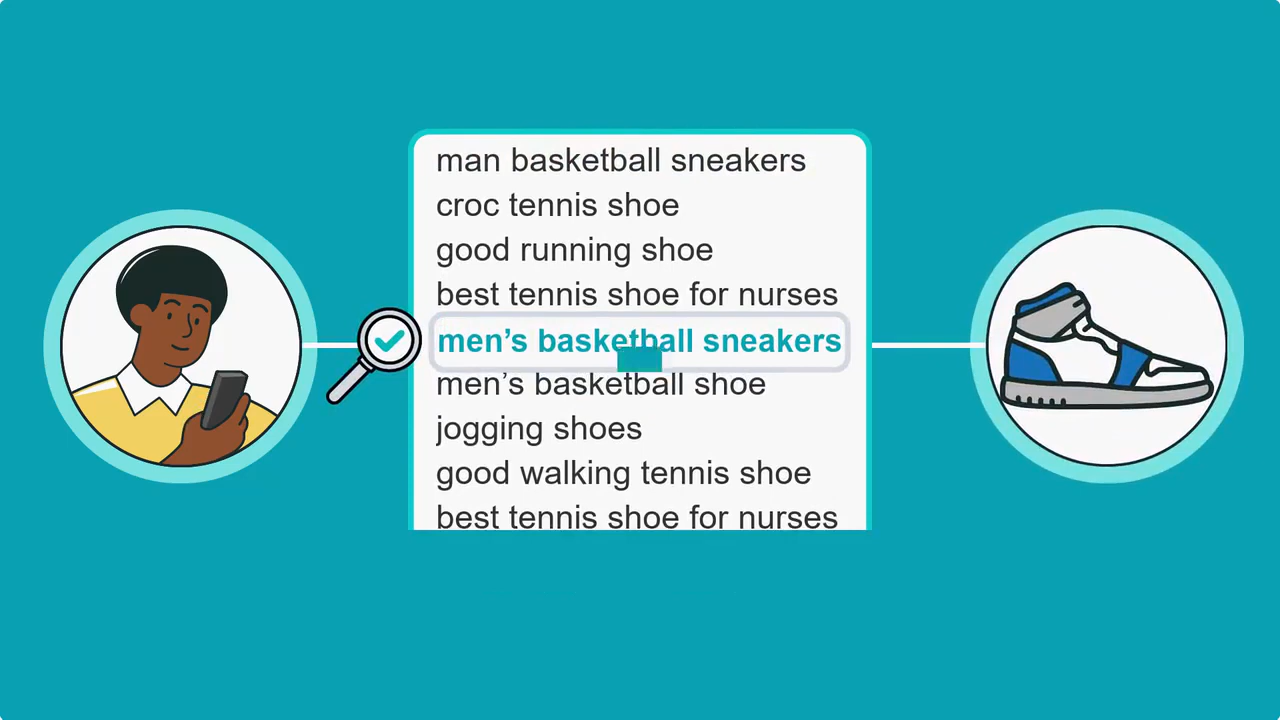 man basketball sneakers
croc tennis shoe
good running shoe
best tennis shoe for nurses
men’s basketball sneakers
men’s basketball shoe
jogging shoes
good walking tennis shoe
best tennis shoe for nurses